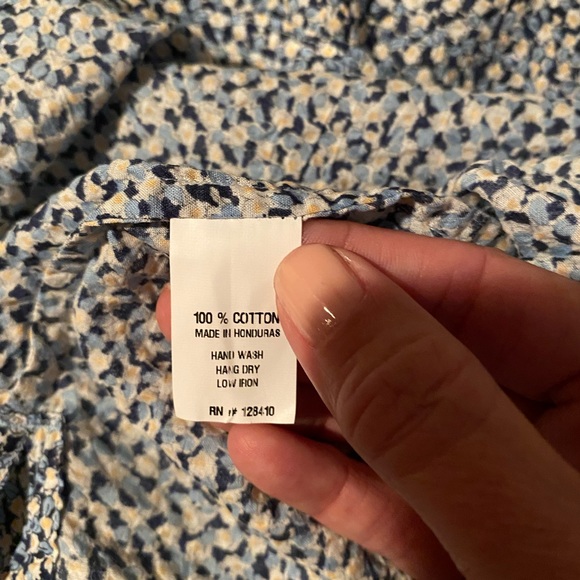 100 % COTTON
MADE IN HONDURAS
HAND WASH
HANG DRY
LOW IRON
RN # 128410